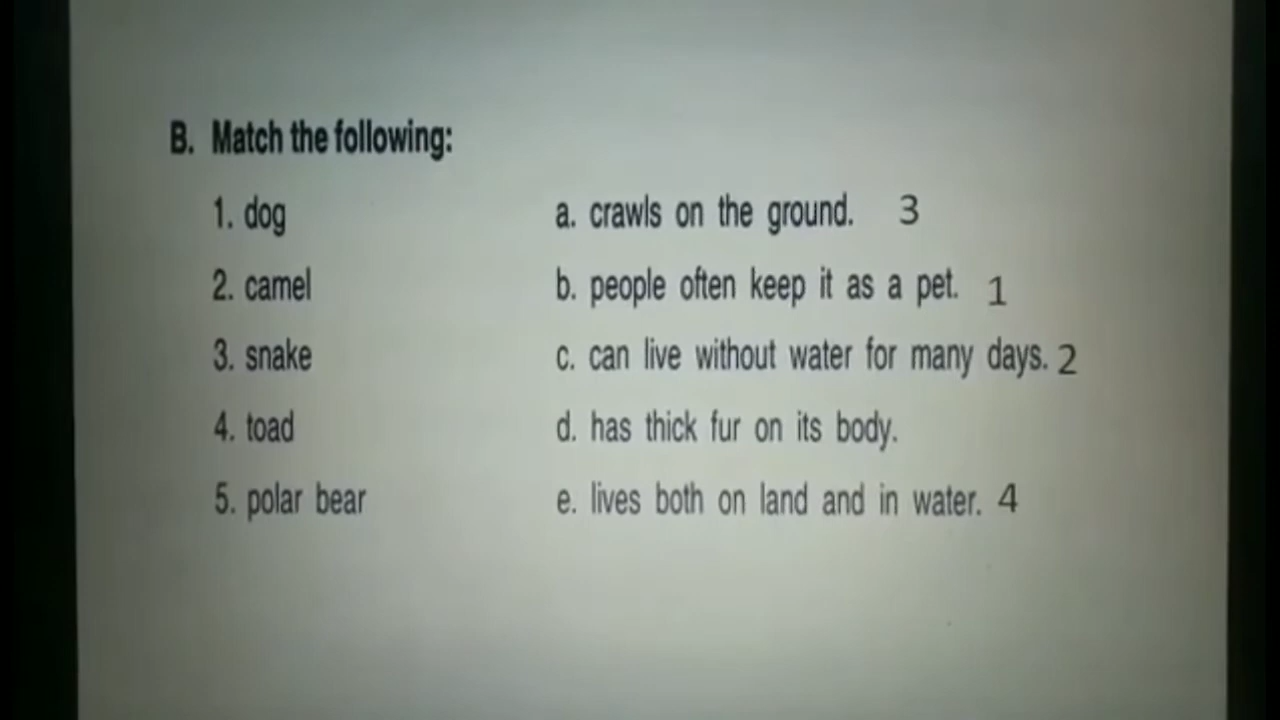 B. Match the following:
1. dog a. crawls on the ground. 3
2. camel b. people often keep it as a pet. 1
3. snake c. can live without water for many days. 2
4. toad d. has thick fur on its body.
5. polar bear e. lives both on land and in water. 4